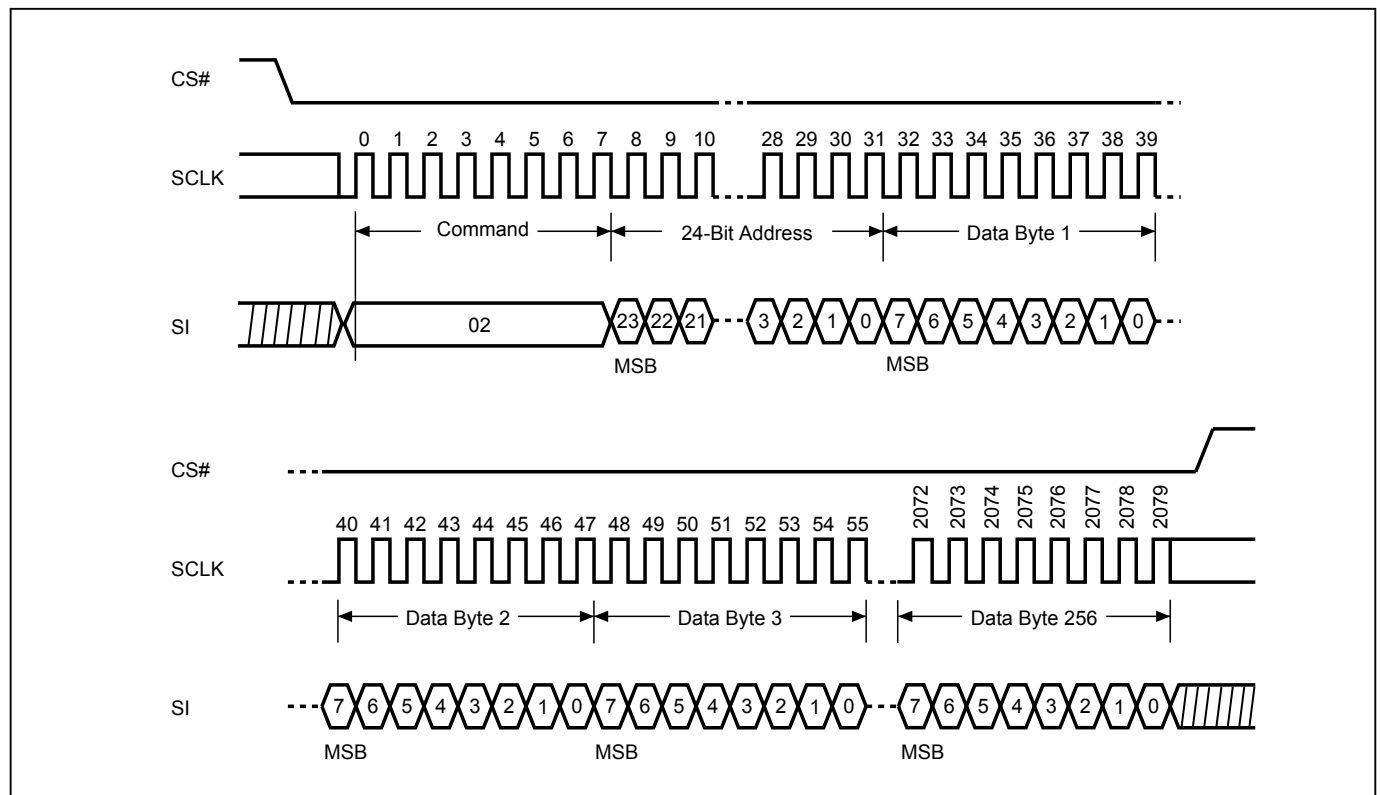 CS#
0 1 2 3 4 5 6 7 8 9 10 28 29 30 31 32 33 34 35 36 37 38 39
SCLK
Command 24-Bit Address Data Byte 1
SI 02 23 22 21 3 2 1 0 7 6 5 4 3 2 1 0
MSB MSB
CS#
2072 2073 2074 2075 2076 2077 2078 2079
40 41 42 43 44 45 46 47 48 49 50 51 52 53 54 55
SCLK
Data Byte 2 Data Byte 3 Data Byte 256
SI 7 6 5 4 3 2 1 0 7 6 5 4 3 2 1 0 7 6 5 4 3 2 1 0
MSB MSB MSB